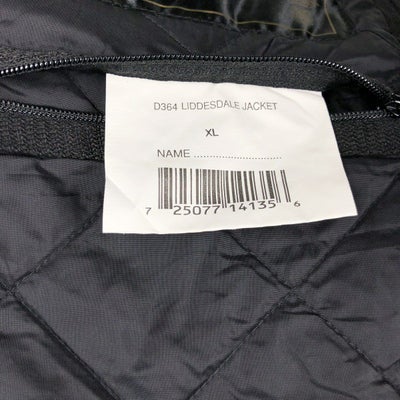 D364 LIDDESDALE JACKET
XL
NAME ..............................
7 25077 14135 6